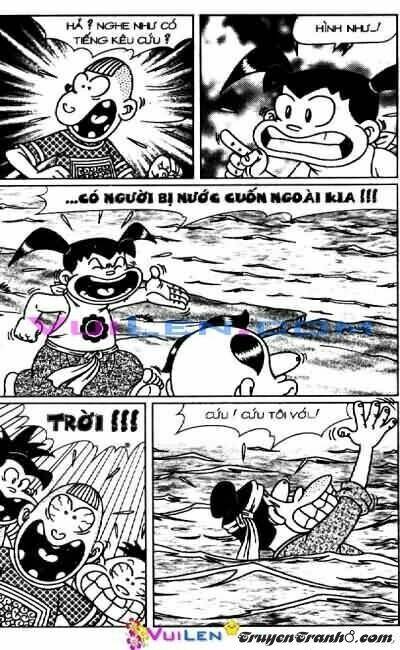 HẢ? NGHE NHƯ CÓ
TIẾNG KÊU CỨU?
HÌNH NHƯ...!
...CÓ NGƯỜI BỊ NƯỚC CUỐN NGOÀI KIA!!!
VuiLen.com
TRỜI!!!
CỨU! CỨU TÔI VỚ...!
VuiLen
TruyenTranh8.com